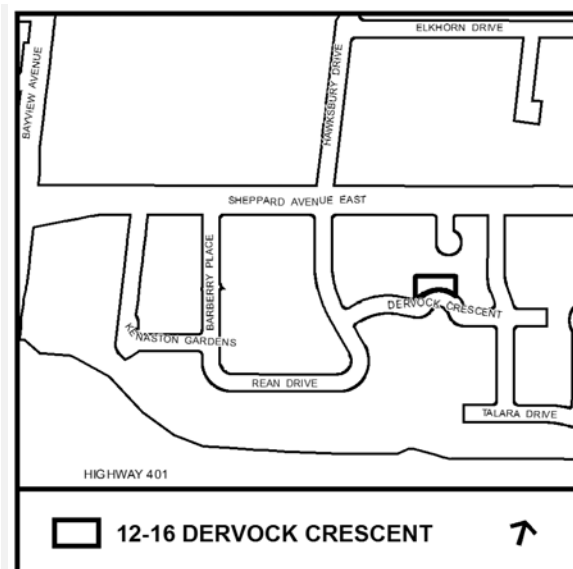 ELKHORN DRIVE
BAYVIEW AVENUE
HAWKSBURY DRIVE
SHEPPARD AVENUE EAST
BARBERRY PLACE
DERVOCK CRESCENT
KENASTON GARDENS
REAN DRIVE
TALARA DRIVE
HIGHWAY 401
12-16 DERVOCK CRESCENT